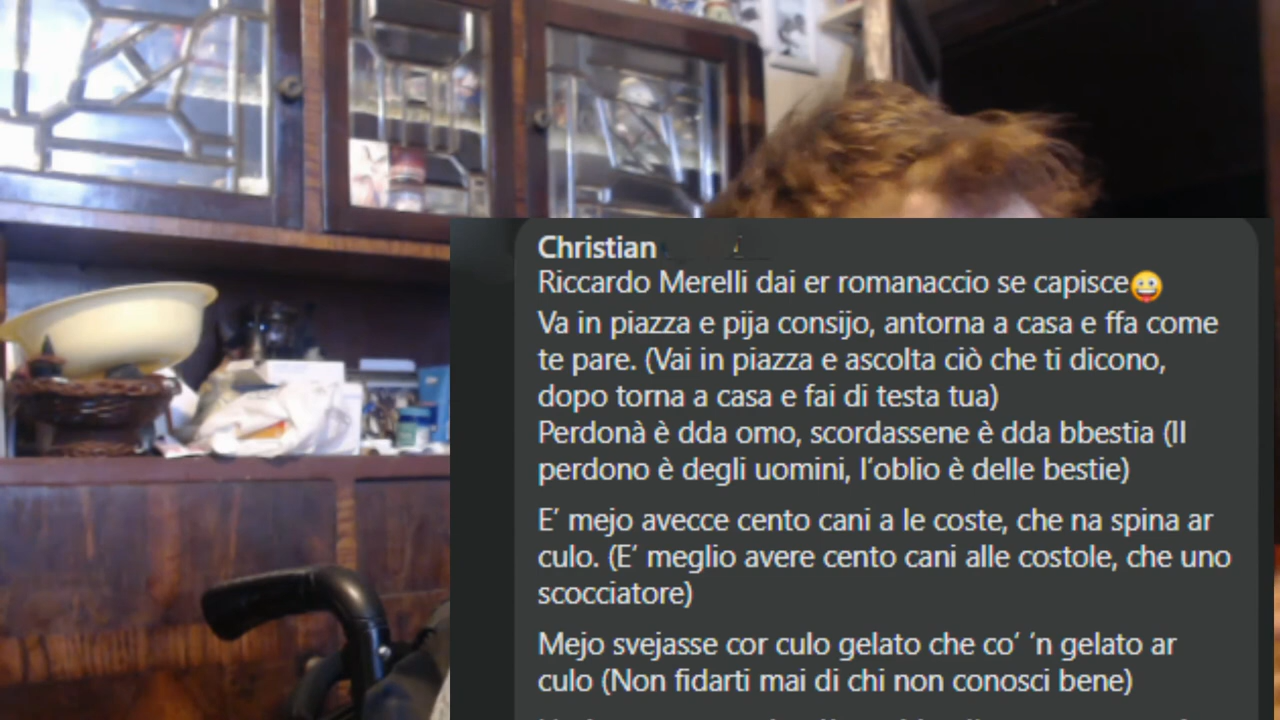 Christian
Riccardo Merelli dai er romanaccio se capisce😜
Va in piazza e pija consijo, antorna a casa e ffa come
te pare. (Vai in piazza e ascolta ciò che ti dicono,
dopo torna a casa e fai di testa tua)
Perdonà è dda omo, scordassene è dda bbestia (Il
perdono è degli uomini, l’oblio è delle bestie)
E’ mejo avecce cento cani a le coste, che na spina ar
culo. (E’ meglio avere cento cani alle costole, che uno
scocciatore)
Mejo svejasse cor culo gelato che co’ ’n gelato ar
culo (Non fidarti mai di chi non conosci bene)